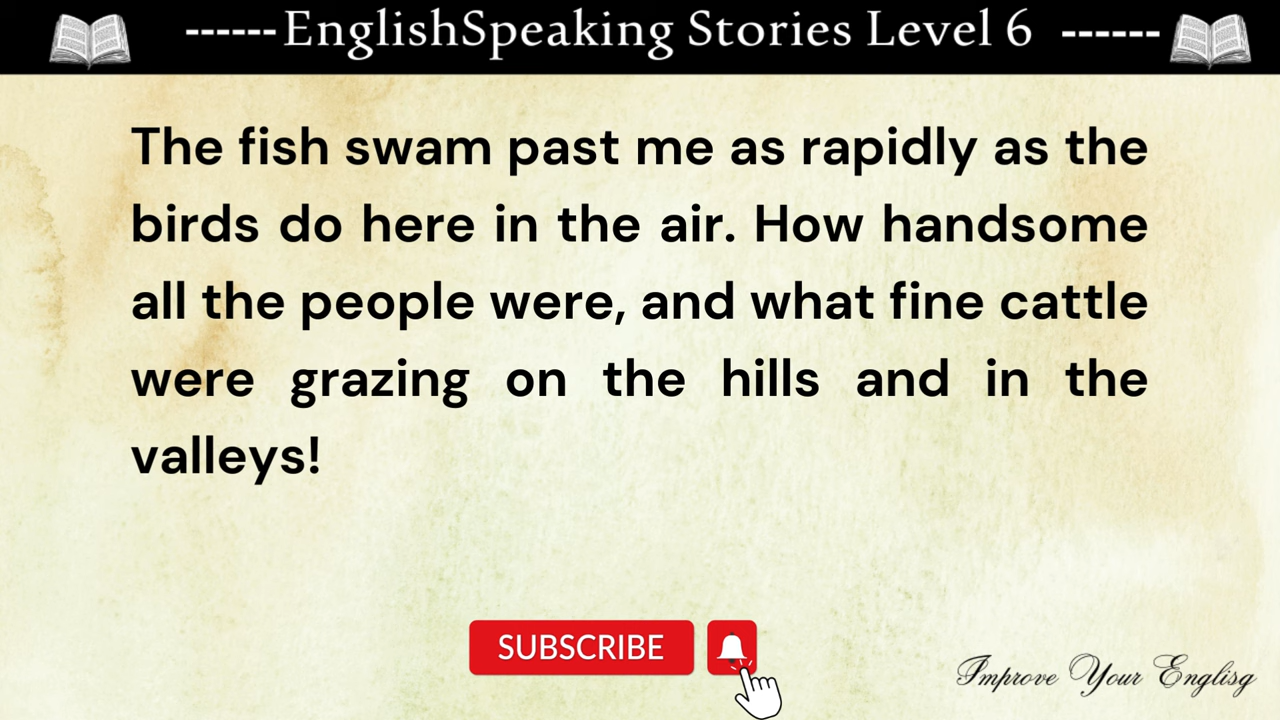 ------EnglishSpeaking Stories Level 6 ------
The fish swam past me as rapidly as the
birds do here in the air. How handsome
all the people were, and what fine cattle
were grazing on the hills and in the
valleys!
SUBSCRIBE
Improve Your Englisg